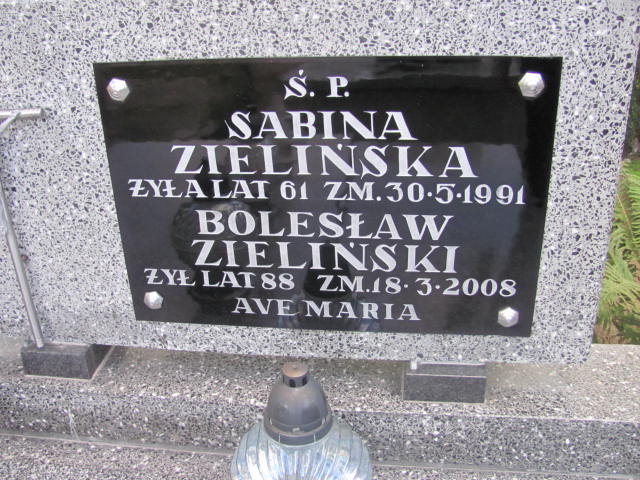 Ś. P.
SABINA
ZIELIŃSKA
ŻYŁA LAT 61 ZM. 30·5·1991
BOLESŁAW
ZIELIŃSKI
ŻYŁ LAT 88 ZM. 18·3·2008
AVE MARIA